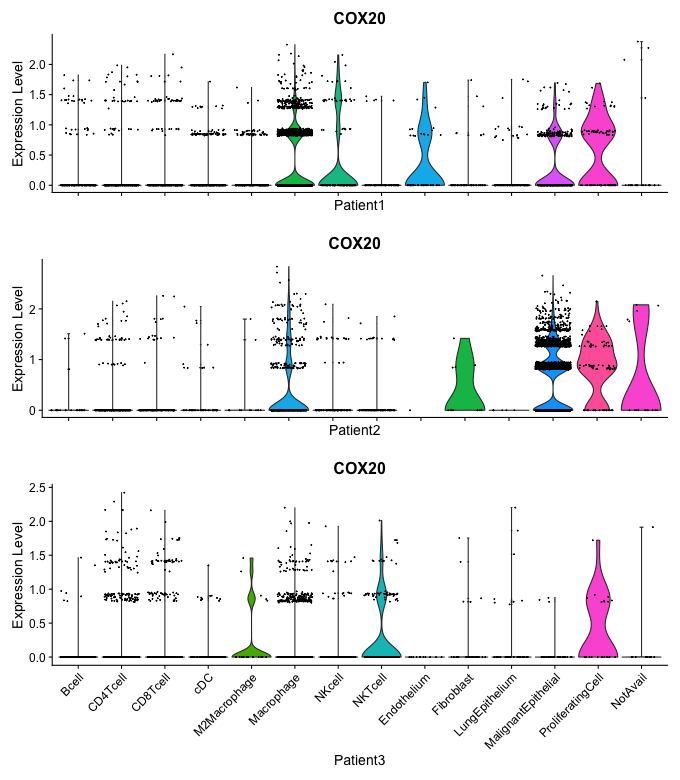 COX20
Expression Level
2.0
1.5
1.0
0.5
0.0
Patient1
COX20
Expression Level
2
1
0
Patient2
COX20
Expression Level
2.5
2.0
1.5
1.0
0.5
0.0
Bcell
CD4Tcell
CD8Tcell
cDC
M2Macrophage
Macrophage
NKcell
NKTcell
Endothelium
Fibroblast
LungEpithelium
MalignantEpithelial
ProliferatingCell
NotAvail
Patient3